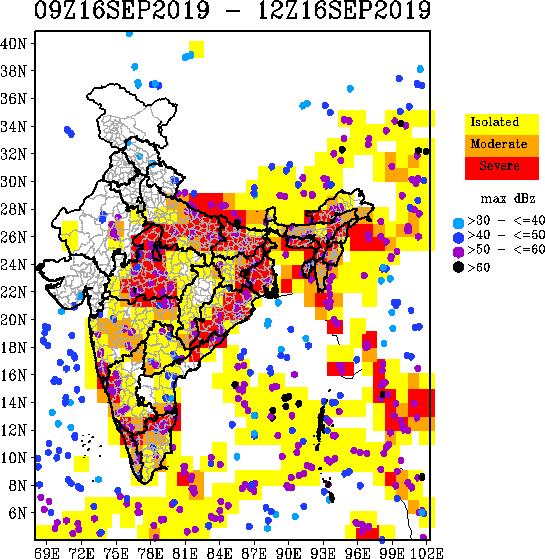 09Z16SEP2019 - 12Z16SEP2019
40N
38N
36N
34N
32N
30N
28N
26N
24N
22N
20N
18N
16N
14N
12N
10N
8N
6N
69E 72E 75E 78E 81E 84E 87E 90E 93E 96E 99E 102E
Isolated
Moderate
Severe
max dBz
>30 - <=40
>40 - <=50
>50 - <=60
>60